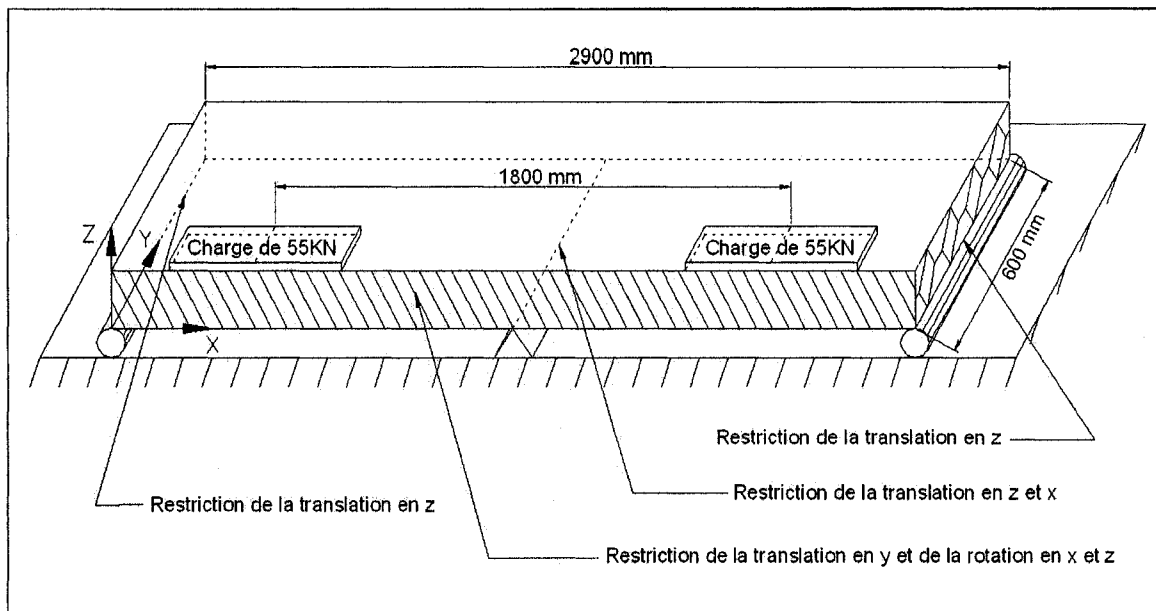 2900 mm
1800 mm
Z
Y
Charge de 55KN
Charge de 55KN
600 mm
X
Restriction de la translation en z
Restriction de la translation en z et x
Restriction de la translation en z
Restriction de la translation en y et de la rotation en x et z